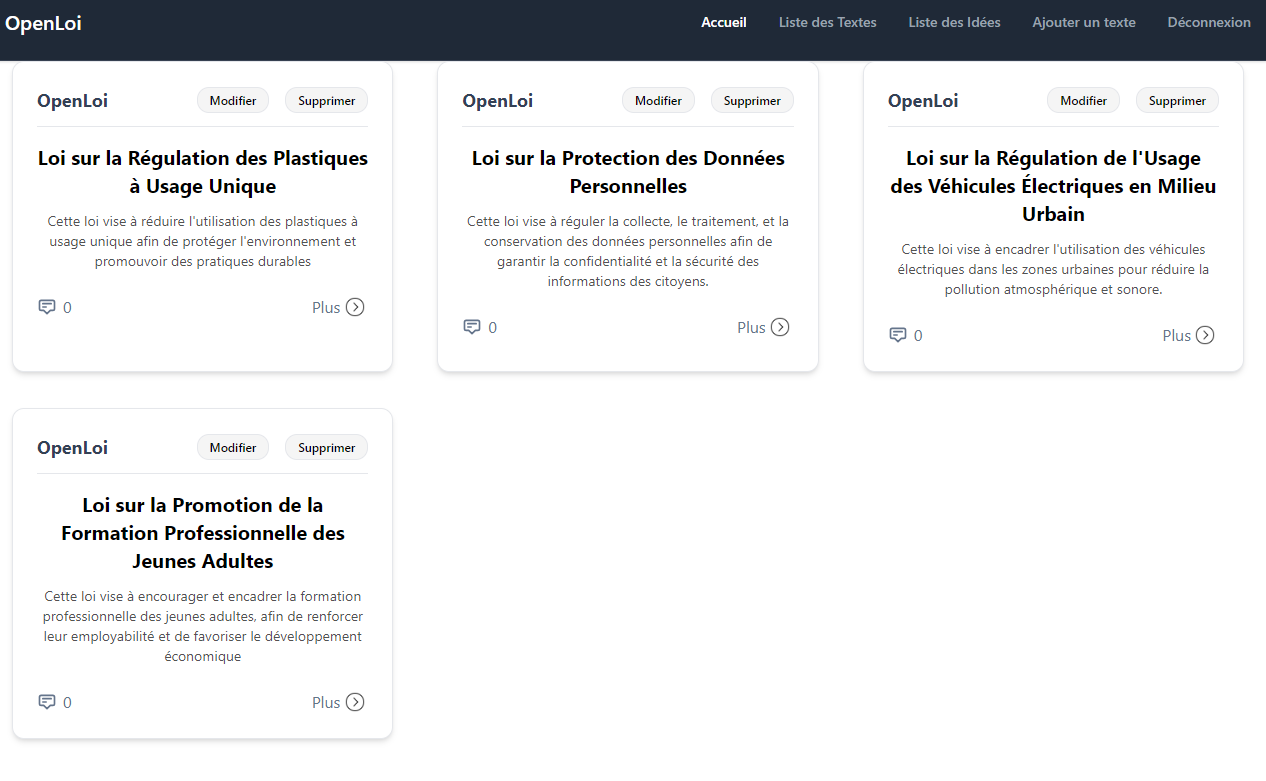 OpenLoi Accueil Liste des Textes Liste des Idées Ajouter un texte Déconnexion
OpenLoi Modifier Supprimer
Loi sur la Régulation des Plastiques
à Usage Unique
Cette loi vise à réduire l'utilisation des plastiques à
usage unique afin de protéger l'environnement et
promouvoir des pratiques durables
0 Plus
OpenLoi Modifier Supprimer
Loi sur la Protection des Données
Personnelles
Cette loi vise à réguler la collecte, le traitement, et la
conservation des données personnelles afin de
garantir la confidentialité et la sécurité des
informations des citoyens.
0 Plus
OpenLoi Modifier Supprimer
Loi sur la Régulation de l'Usage
des Véhicules Électriques en Milieu
Urbain
Cette loi vise à encadrer l'utilisation des véhicules
électriques dans les zones urbaines pour réduire la
pollution atmosphérique et sonore.
0 Plus
OpenLoi Modifier Supprimer
Loi sur la Promotion de la
Formation Professionnelle des
Jeunes Adultes
Cette loi vise à encourager et encadrer la formation
professionnelle des jeunes adultes, afin de renforcer
leur employabilité et de favoriser le développement
économique
0 Plus